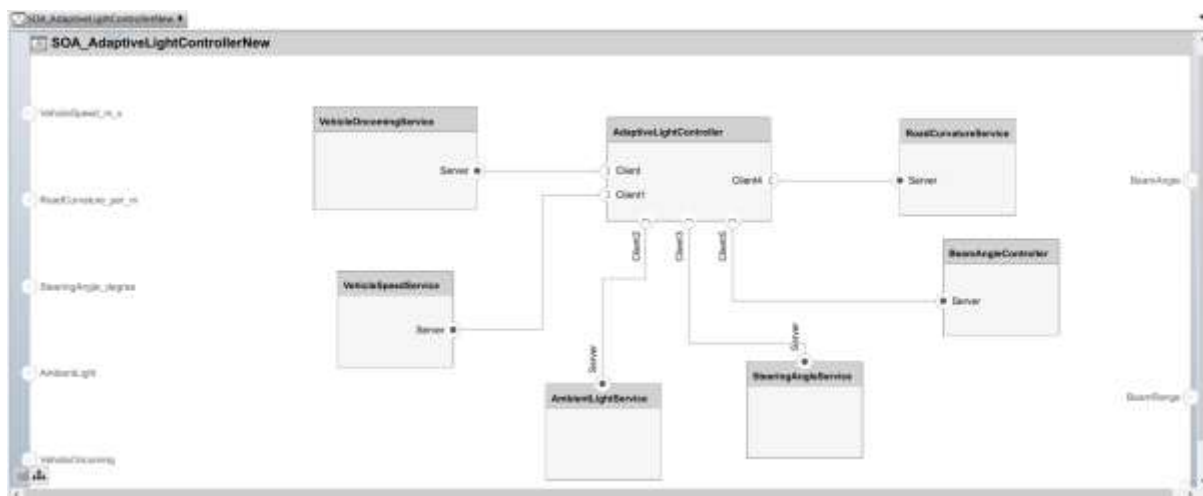 SOA_AdaptiveLightControllerNew
SOA_AdaptiveLightControllerNew
VehicleSpeed_m_s
RoadCurvature_per_m
SteeringAngle_degree
AmbientLight
VehicleOncoming
VehicleOncomingService
Server
VehicleSpeedService
Server
AdaptiveLightController
Client
Client1
Client4
Client2
Client3
Client5
RoadCurvatureService
Server
BeamAngleController
Server
Server
AmbientLightService
Server
SteeringAngleService
BeamAngle
BeamRange